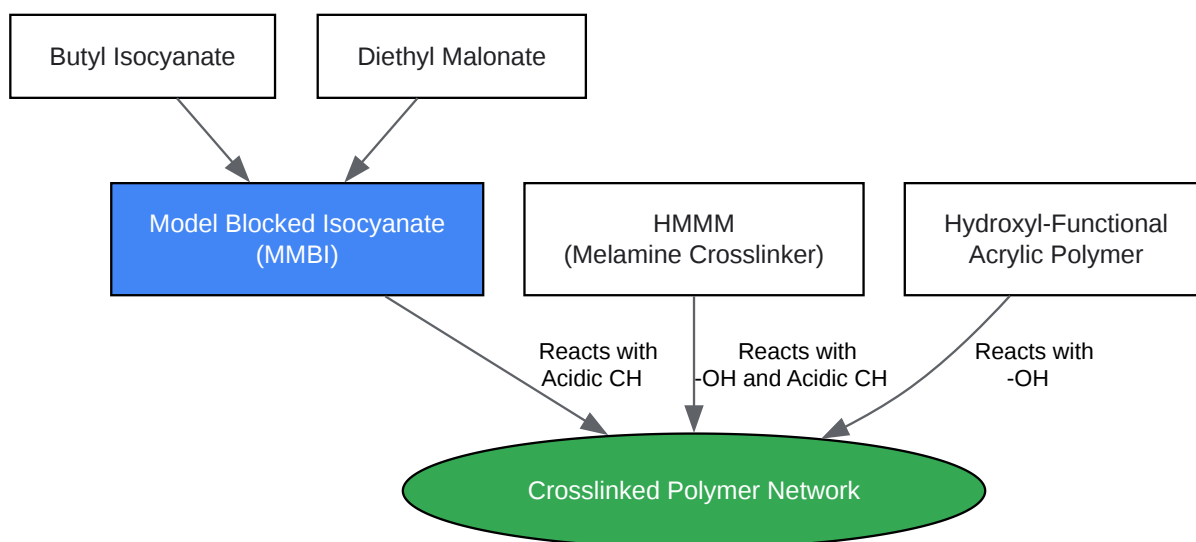 Butyl Isocyanate
Diethyl Malonate
Model Blocked Isocyanate
(MMBI)
HMMM
(Melamine Crosslinker)
Hydroxyl-Functional
Acrylic Polymer
Reacts with
Acidic CH
Reacts with
-OH and Acidic CH
Reacts with
-OH
Crosslinked Polymer Network